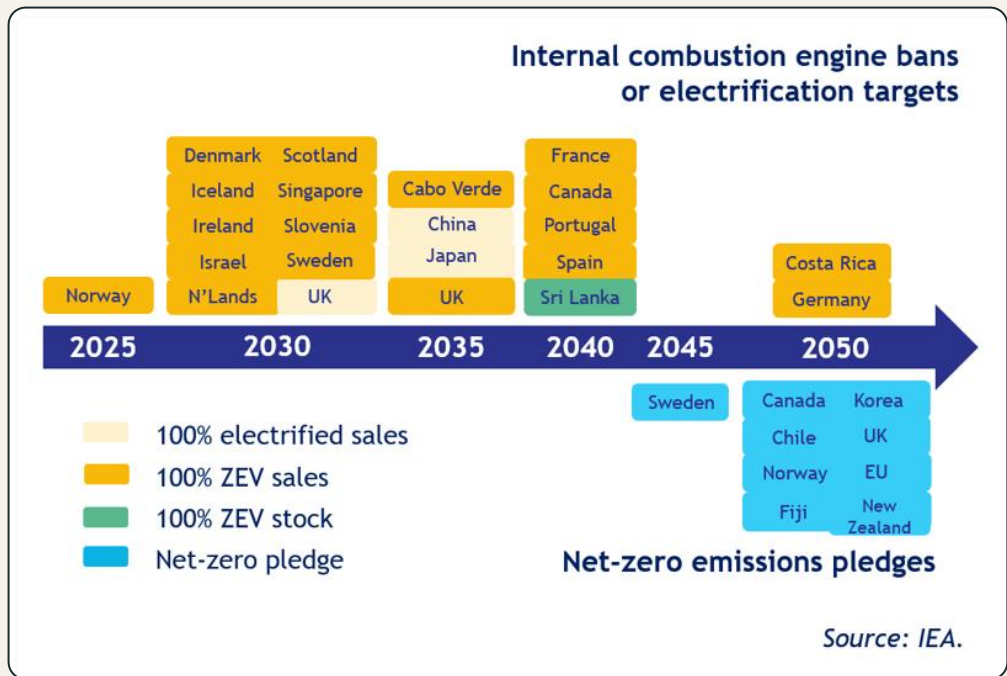 Internal combustion engine bans
or electrification targets
Denmark Scotland
Iceland Singapore
Ireland Slovenia
Israel Sweden
N'Lands UK
Norway
Cabo Verde
China
Japan
UK
France
Canada
Portugal
Spain
Sri Lanka
Costa Rica
Germany
2025 2030 2035 2040 2045 2050
Sweden
Canada Korea
Chile UK
Norway EU
Fiji New
Zealand
100% electrified sales
100% ZEV sales
100% ZEV stock
Net-zero pledge
Net-zero emissions pledges
Source: IEA.